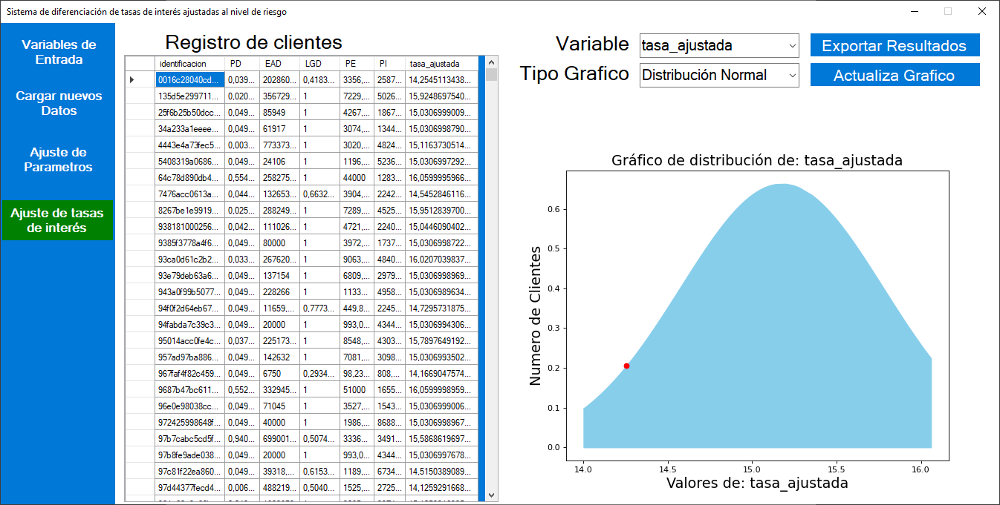 Sistema de diferenciación de tasas de interés ajustadas al nivel de riesgo
Variables de
Entrada
Cargar nuevos
Datos
Ajuste de
Parametros
Ajuste de tasas
de interés
Registro de clientes
identificacion PD EAD LGD PE PI tasa_ajustada
0016c28040cd... 0,039... 202860... 0,4183... 3356,... 2587... 14,2545113438...
135d5e299711... 0,020... 356729... 1 7229,... 5026... 15,9248697540...
25f6b25b50dcc... 0,049... 85949 1 4267,... 1867... 15,0306999009...
34a233a1eeee... 0,049... 61917 1 3074,... 1344... 15,0306998790...
4443e4a73fec5... 0,003... 773373... 1 3020,... 4824... 15,1163730514...
5408319a0686... 0,049... 24106 1 1196,... 5236... 15,0306997292...
64c78d890db4... 0,554... 258275... 1 44000 1283... 16,0599995966...
7476acc0613a... 0,044... 132653... 0,6632... 3904,... 2242... 14,5452846116...
8267be1e9919... 0,025... 288249... 1 7289,... 4525... 15,9512839700...
938181000256... 0,042... 111026... 1 4721,... 2240... 15,0446090402...
9385f3778a4f6... 0,049... 80000 1 3972,... 1737... 15,0306998722...
93ca0d61c2b2... 0,033... 267620... 1 9063,... 4840... 16,0207039837...
93e79deb63a6... 0,049... 137154 1 6809,... 2979... 15,0306998969...
943a0f99b5077... 0,049... 228266 1 1133... 4958... 15,0306989634...
94f0f2d64eb67... 0,049... 11659,... 0,7773... 449,8... 2245... 14,7295731875...
94fabda7c39c3... 0,049... 20000 1 993,0... 4344... 15,0306994306...
95014acc0fe4c... 0,037... 225173... 1 8548,... 4303... 15,7897649192...
957ad97ba886... 0,049... 142632 1 7081,... 3098... 15,0306993502...
967faf4f82c459... 0,049... 6750 0,2934... 98,23... 808,... 14,1669047574...
9687b47bc611... 0,552... 332945... 1 51000 1655... 16,0599998959...
96e0e98038cc... 0,049... 71045 1 3527,... 1543... 15,0306999006...
972425998648f... 0,049... 40000 1 1986,... 8688... 15,0306998967...
97b7cabc5cd5f... 0,940... 699001... 0,5074... 3336... 3491... 15,5868619697...
97b8fe9ade038... 0,049... 20000 1 993,0... 4344... 15,0306997678...
97c81f22ea860... 0,049... 39318,... 0,6153... 1189,... 6734... 14,5150389089...
97d44377fecd4... 0,006... 488219... 0,5040... 1525,... 2725... 14,1259291668...
Variable tasa_ajustada Exportar Resultados
Tipo Grafico Distribución Normal Actualiza Grafico
Gráfico de distribución de: tasa_ajustada
Numero de Clientes
0.6
0.5
0.4
0.3
0.2
0.1
0.0
14.0 14.5 15.0 15.5 16.0
Valores de: tasa_ajustada